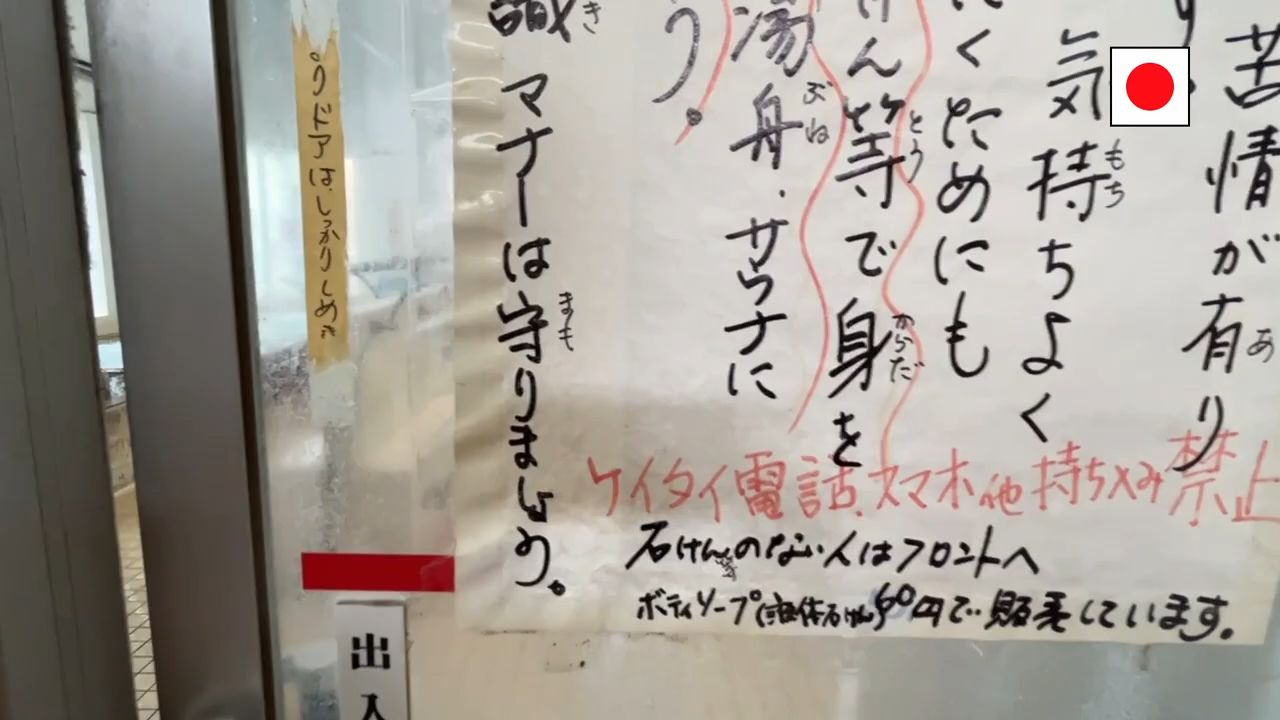 苦情が有り
気持ちよく
くためにも
けん等で身を
湯舟、サウナに
う。
識 マナーは守りましょう。
ケイタイ電話、スマホ他持ち込み禁止
石けん等のない人はフロントへ
ボディソープ(液体石けん)90円で販売しています。
ドアはしっかりしめ
出入